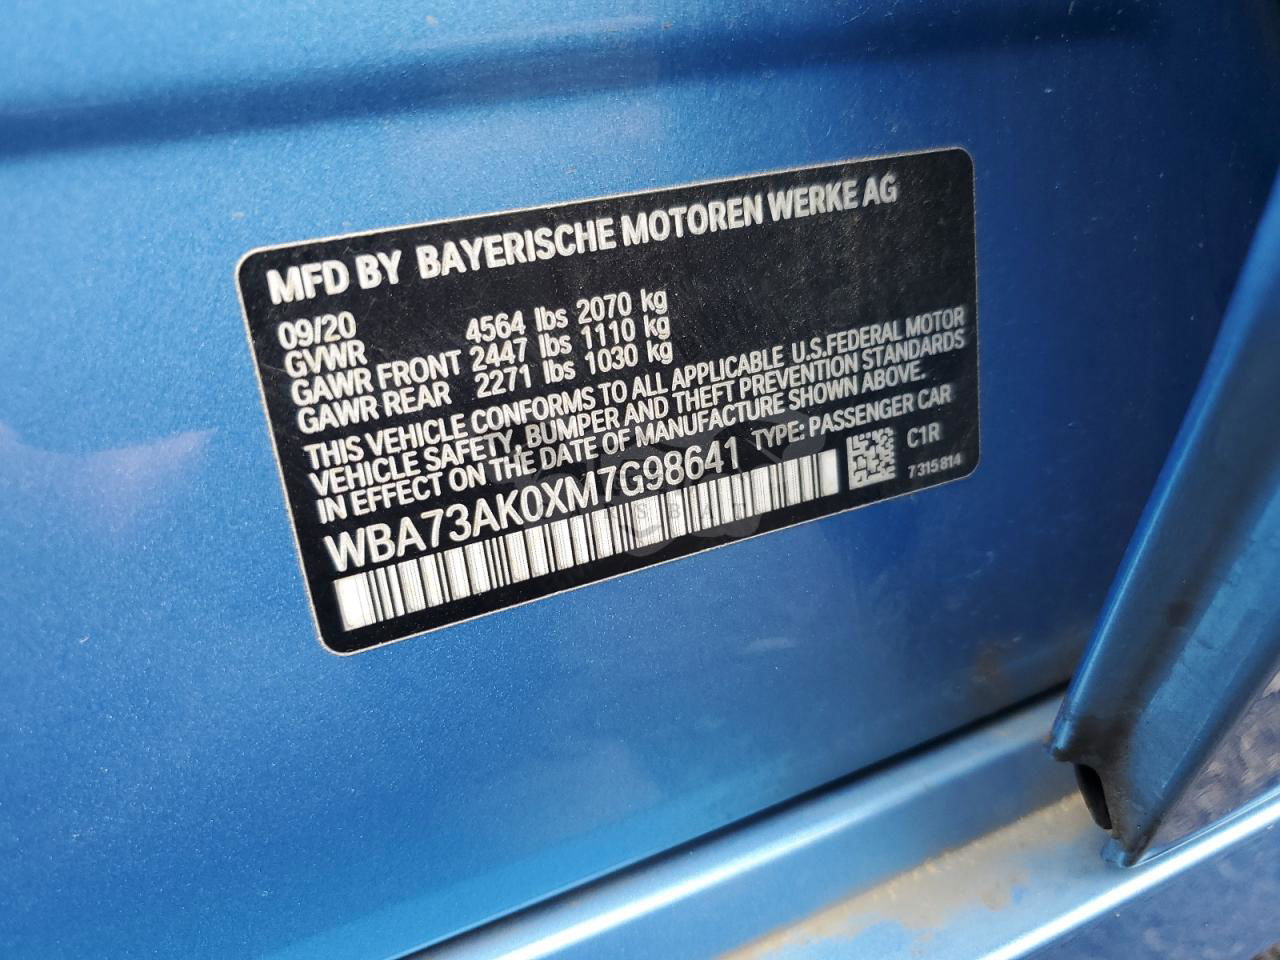 MFD BY BAYERISCHE MOTOREN WERKE AG
09/20
GVWR 4564 lbs 2070 kg
GAWR FRONT 2447 lbs 1110 kg
GAWR REAR 2271 lbs 1030 kg
THIS VEHICLE CONFORMS TO ALL APPLICABLE U.S.FEDERAL MOTOR
VEHICLE SAFETY, BUMPER AND THEFT PREVENTION STANDARDS
IN EFFECT ON THE DATE OF MANUFACTURE SHOWN ABOVE.
WBA73AK0XM7G98641 TYPE: PASSENGER CAR
C1R
7 315 814